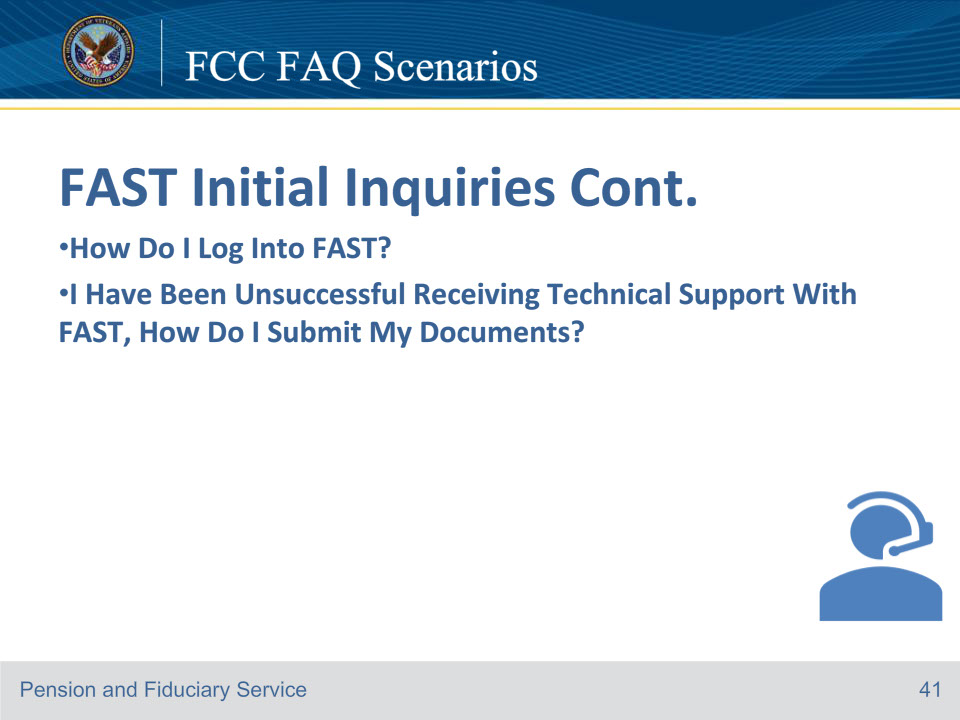 FCC FAQ Scenarios
FAST Initial Inquiries Cont.
•How Do I Log Into FAST?
•I Have Been Unsuccessful Receiving Technical Support With
FAST, How Do I Submit My Documents?
Pension and Fiduciary Service
41